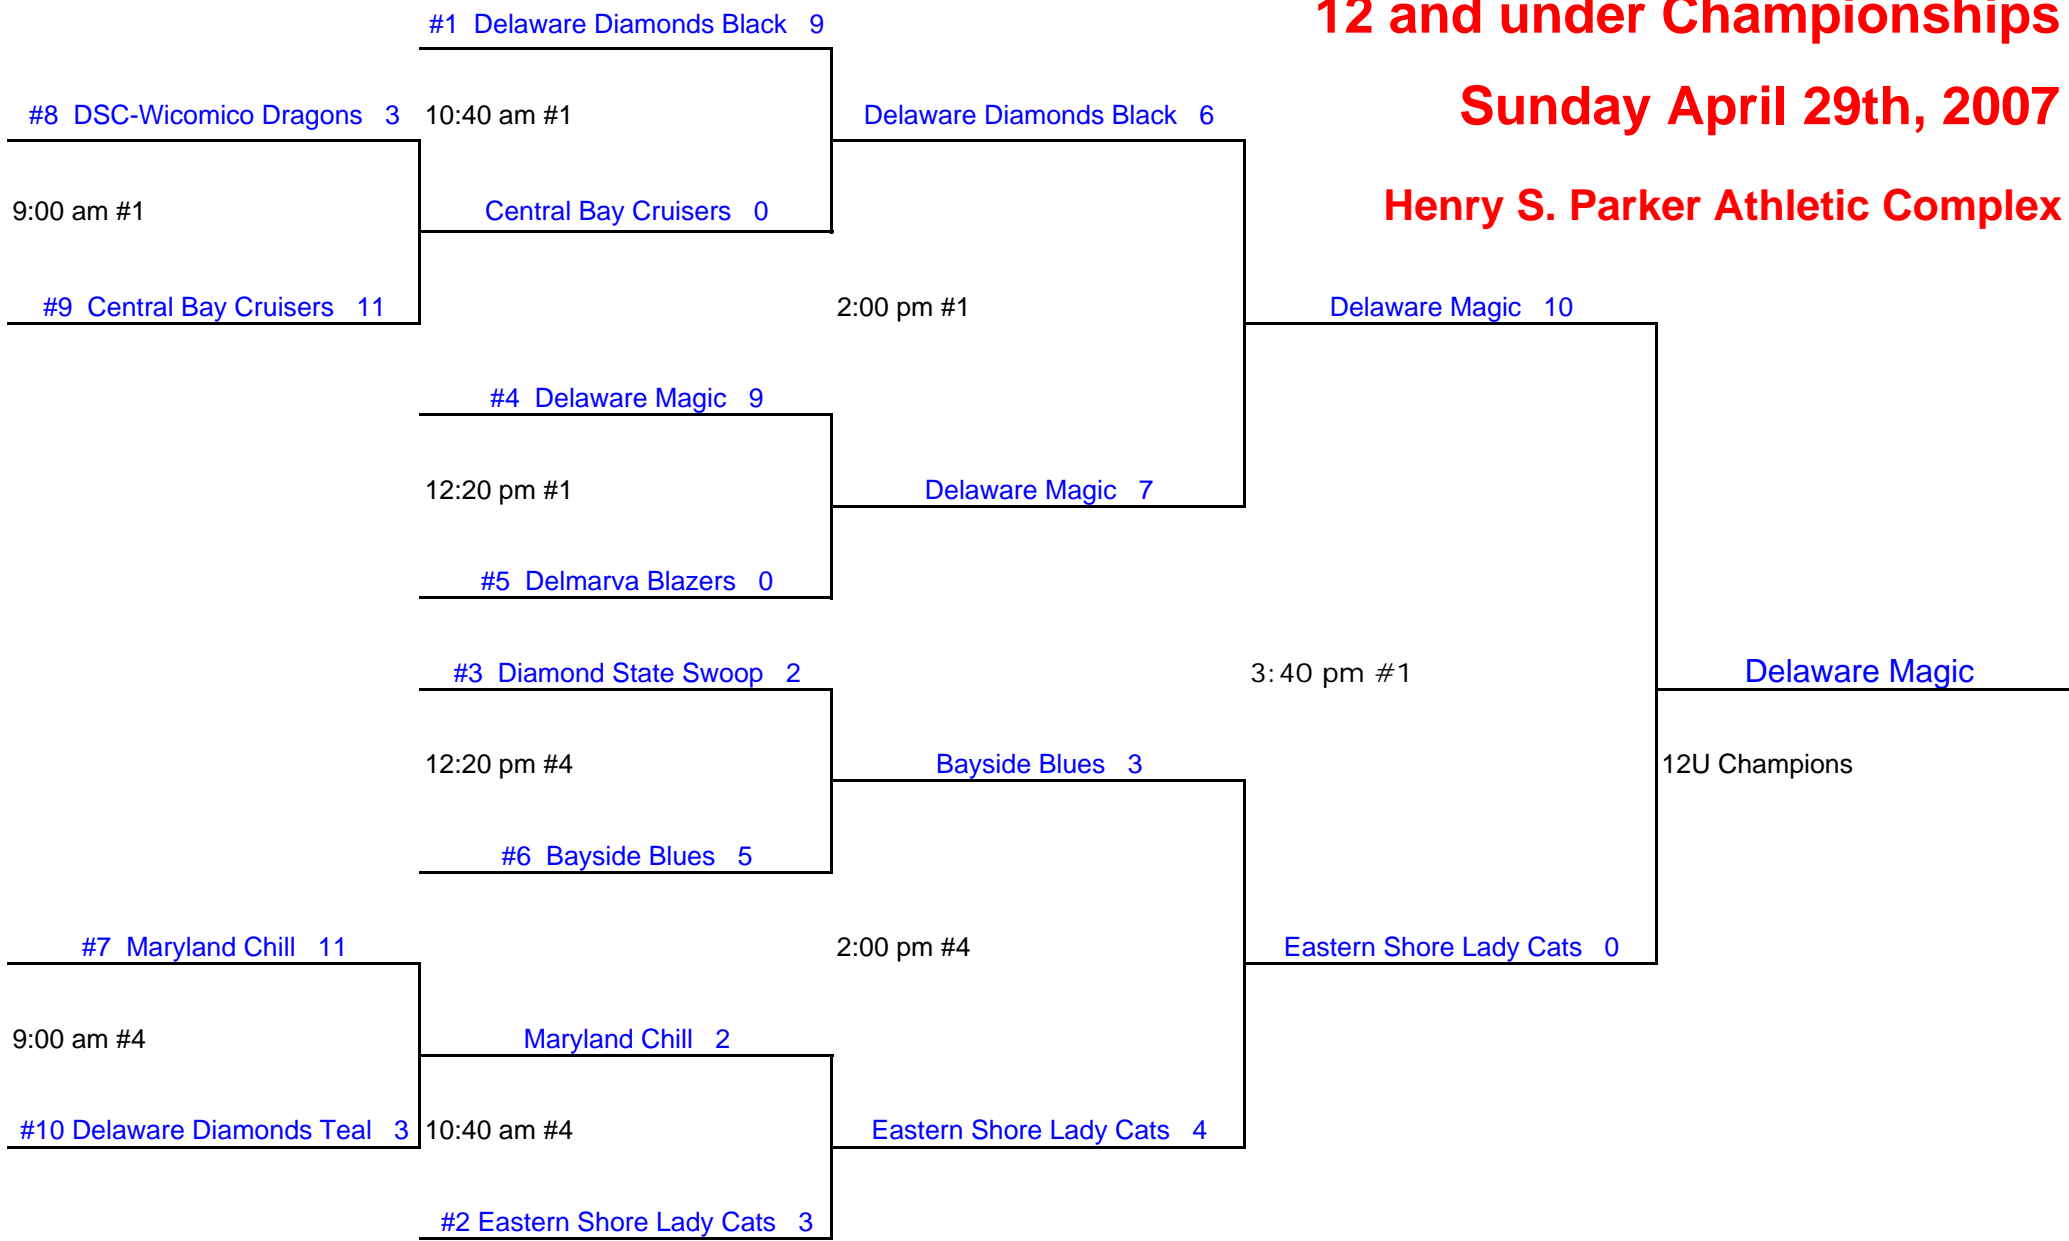 #1 Delaware Diamonds Black 9
12 and under Championships
#8 DSC-Wicomico Dragons 3
10:40 am #1
Delaware Diamonds Black 6
Sunday April 29th, 2007
9:00 am #1
Central Bay Cruisers 0
Henry S. Parker Athletic Complex
#9 Central Bay Cruisers 11
2:00 pm #1
Delaware Magic 10
#4 Delaware Magic 9
12:20 pm #1
Delaware Magic 7
#5 Delmarva Blazers 0
#3 Diamond State Swoop 2
3:40 pm #1
Delaware Magic
12:20 pm #4
Bayside Blues 3
12U Champions
#6 Bayside Blues 5
#7 Maryland Chill 11
2:00 pm #4
Eastern Shore Lady Cats 0
9:00 am #4
Maryland Chill 2
#10 Delaware Diamonds Teal 3
10:40 am #4
Eastern Shore Lady Cats 4
#2 Eastern Shore Lady Cats 3